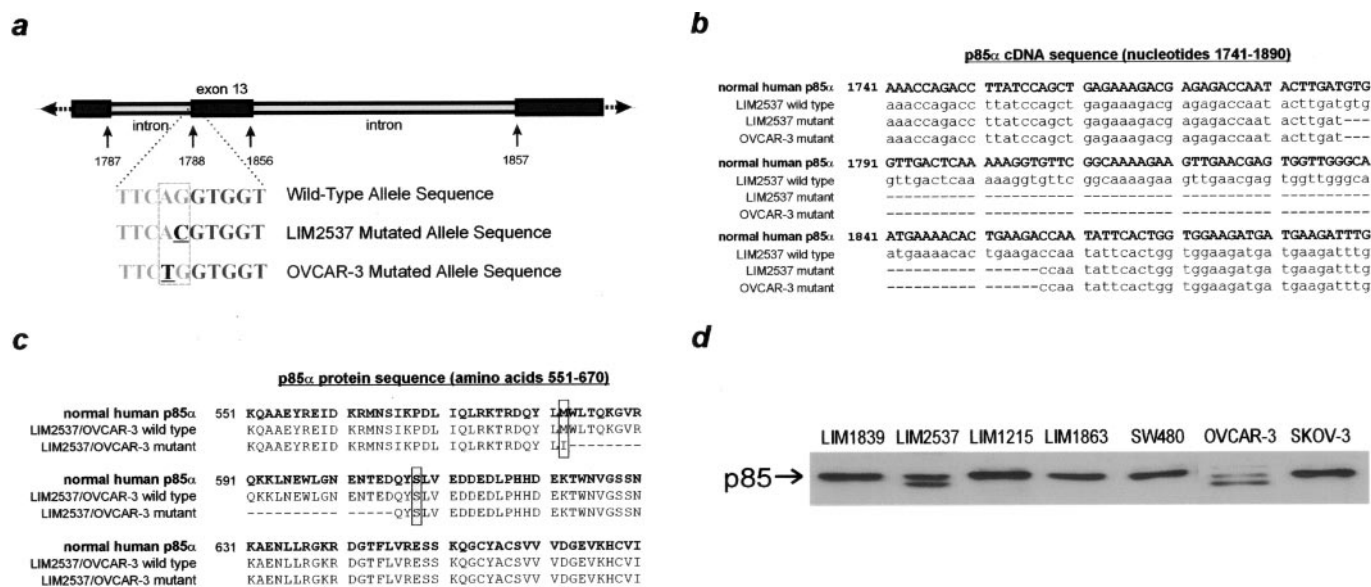 a
exon 13
intron
intron
1787
1788
1856
1857
TTCAGGTGGT Wild-Type Allele Sequence
TTCACGTGGT LIM2537 Mutated Allele Sequence
TTCTGGTGGT OVCAR-3 Mutated Allele Sequence
b
p85α cDNA sequence (nucleotides 1741-1890)
normal human p85α 1741 AAACCAGACC TTATCCAGCT GAGAAAGACG AGAGACCAAT ACTTGATGTG
LIM2537 wild type aaaccagacc ttatccagct gagaaagacg agagaccaat acttgatgtg
LIM2537 mutant aaaccagacc ttatccagct gagaaagacg agagaccaat acttgat---
OVCAR-3 mutant aaaccagacc ttatccagct gagaaagacg agagaccaat acttgat---
normal human p85α 1791 GTTGACTCAA AAAGGTGTTC GGCAAAAGAA GTTGAACGAG TGGTTGGGCA
LIM2537 wild type gttgactcaa aaaggtgttc ggcaaaagaa gttgaacgag tggttgggca
LIM2537 mutant ---------- ---------- ---------- ---------- ----------
OVCAR-3 mutant ---------- ---------- ---------- ---------- ----------
normal human p85α 1841 ATGAAAACAC TGAAGACCAA TATTCACTGG TGGAAGATGA TGAAGATTTG
LIM2537 wild type atgaaaacac tgaagaccaa tattcactgg tggaagatga tgaagatttg
LIM2537 mutant ---------- ------ccaa tattcactgg tggaagatga tgaagatttg
OVCAR-3 mutant ---------- ------ccaa tattcactgg tggaagatga tgaagatttg
c
p85α protein sequence (amino acids 551-670)
normal human p85α 551 KQAAEYREID KRMNSIKPDL IQLRKTRDQY LMWLTQKGVR
LIM2537/OVCAR-3 wild type KQAAEYREID KRMNSIKPDL IQLRKTRDQY LMWLTQKGVR
LIM2537/OVCAR-3 mutant KQAAEYREID KRMNSIKPDL IQLRKTRDQY LI--------
normal human p85α 591 QKKLNEWLGN ENTEDQYSLV EDDEDLPHHD EKTWNVGSSN
LIM2537/OVCAR-3 wild type QKKLNEWLGN ENTEDQYSLV EDDEDLPHHD EKTWNVGSSN
LIM2537/OVCAR-3 mutant ---------- -----QYSLV EDDEDLPHHD EKTWNVGSSN
normal human p85α 631 KAENLLRGKR DGTFLVRESS KQGCYACSVV VDGEVKHCVI
LIM2537/OVCAR-3 wild type KAENLLRGKR DGTFLVRESS KQGCYACSVV VDGEVKHCVI
LIM2537/OVCAR-3 mutant KAENLLRGKR DGTFLVRESS KQGCYACSVV VDGEVKHCVI
d
LIM1839 LIM2537 LIM1215 LIM1863 SW480 OVCAR-3 SKOV-3
p85→